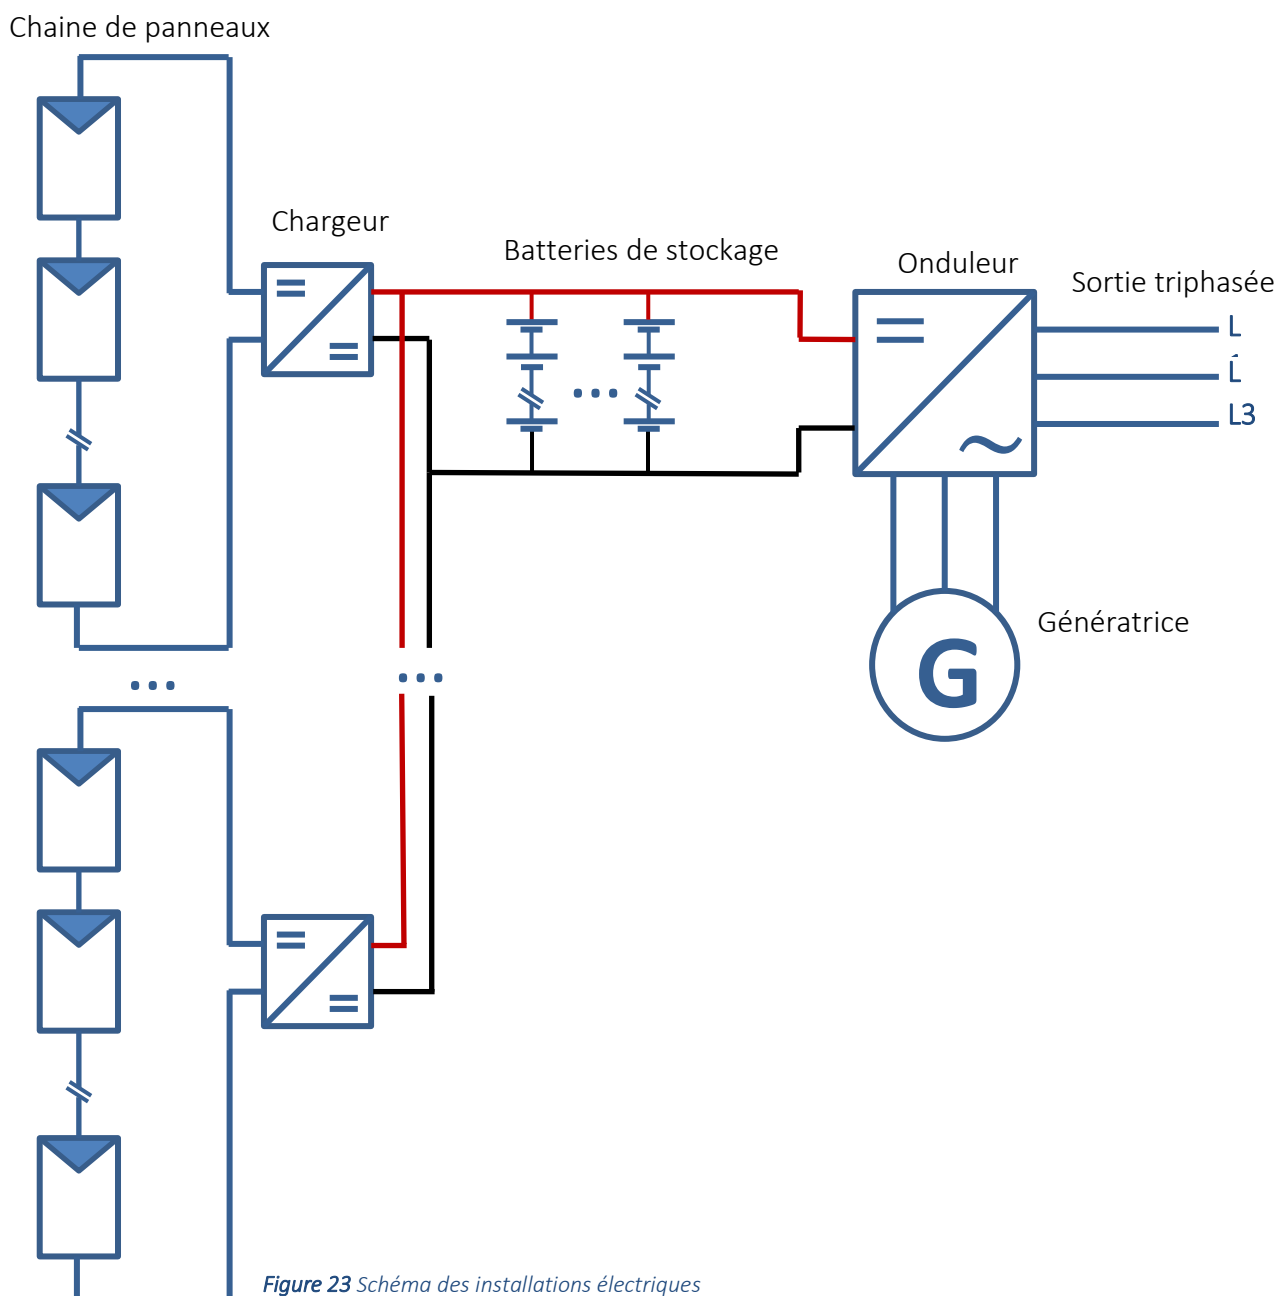 Chaine de panneaux
Chargeur
Batteries de stockage
Onduleur
Sortie triphasée
L
L
L3
Génératrice
G
Figure 23 Schéma des installations électriques